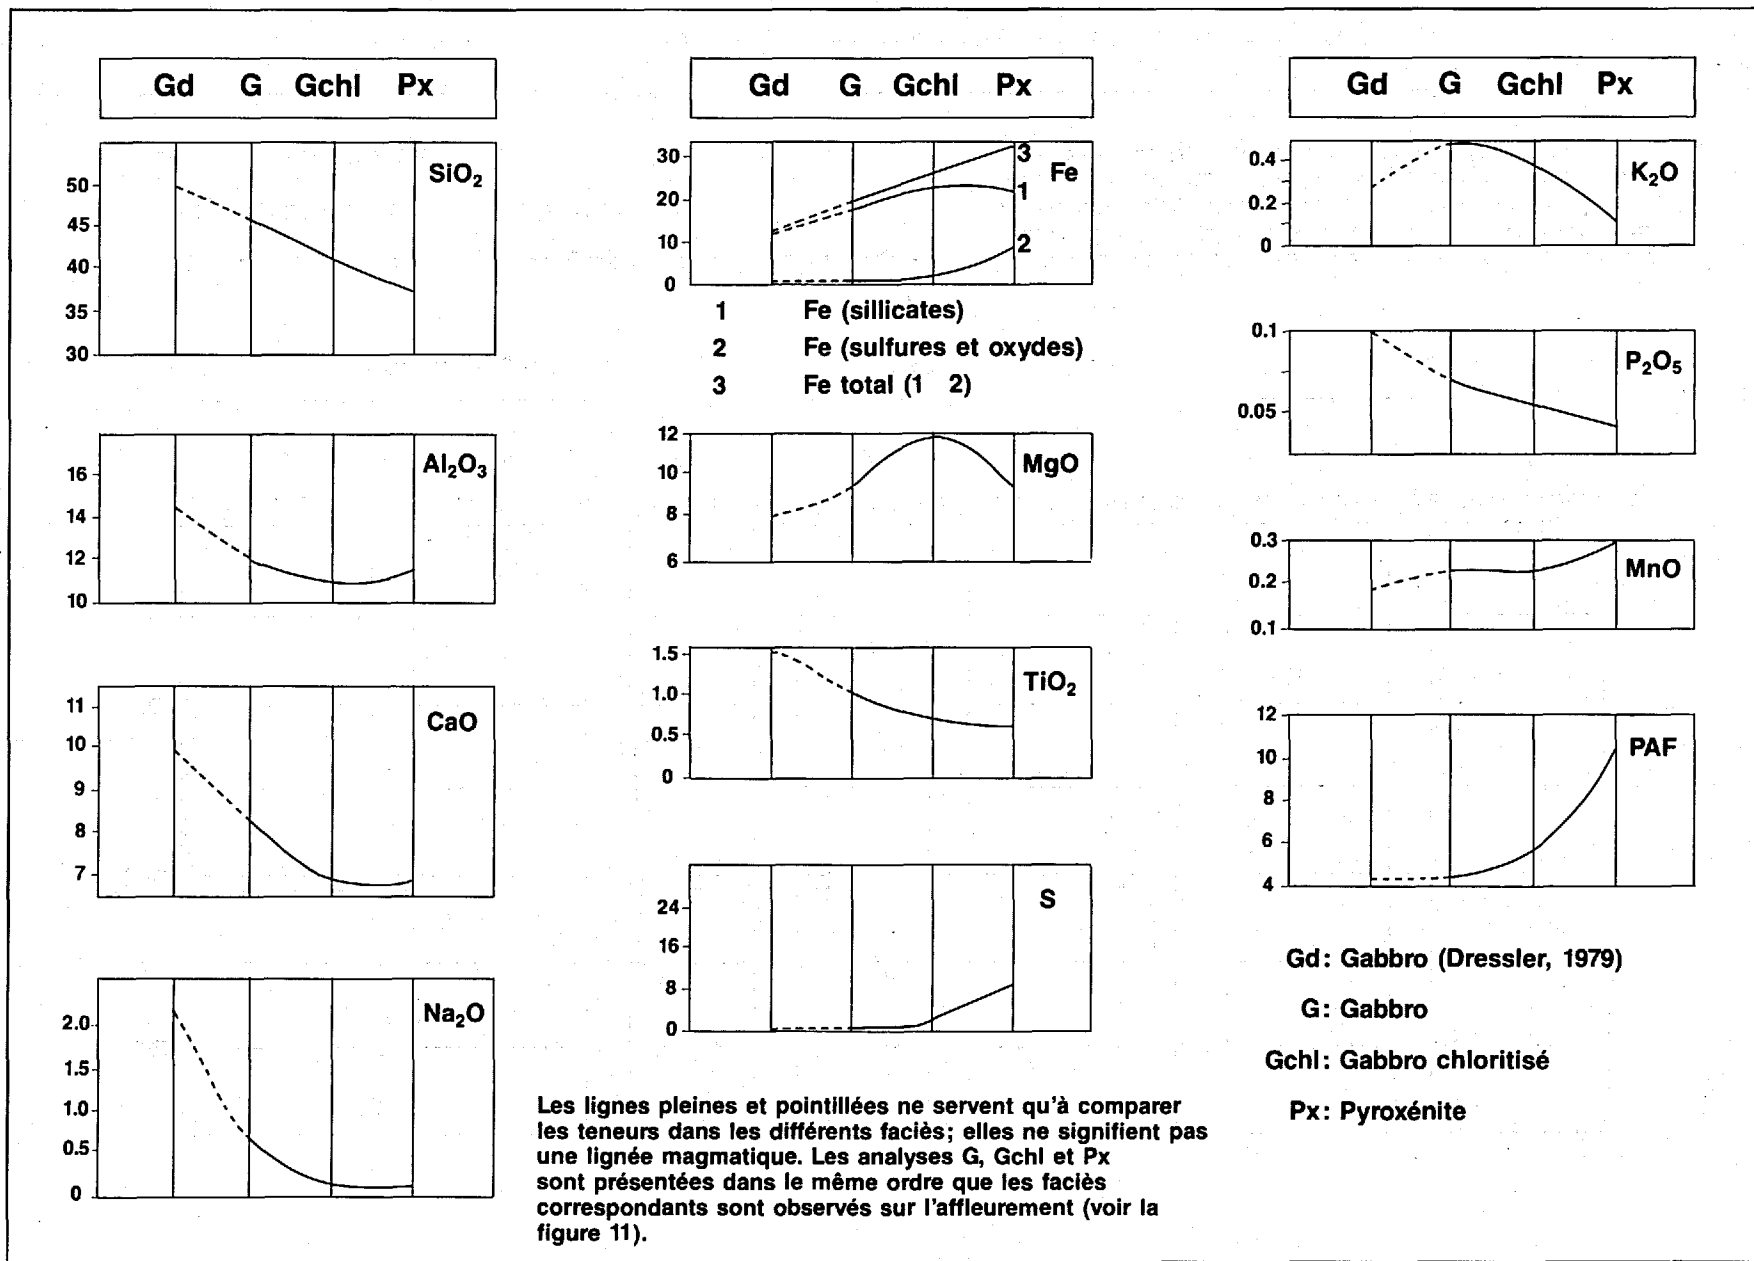 Gd G Gchl Px
SiO₂
50
45
40
35
30
Al₂O₃
16
14
12
10
CaO
11
10
9
8
7
Na₂O
2.0
1.5
1.0
0.5
0
Gd G Gchl Px
Fe
30
20
10
0
3
1
2
1 Fe (sillicates)
2 Fe (sulfures et oxydes)
3 Fe total (1 2)
MgO
12
10
8
6
TiO₂
1.5
1.0
0.5
0
S
24
16
8
0
Les lignes pleines et pointillées ne servent qu'à comparer
les teneurs dans les différents faciès; elles ne signifient pas
une lignée magmatique. Les analyses G, Gchl et Px
sont présentées dans le même ordre que les faciès
correspondants sont observés sur l'affleurement (voir la
figure 11).
Gd G Gchl Px
K₂O
0.4
0.2
0
P₂O₅
0.1
0.05
MnO
0.3
0.2
0.1
PAF
12
10
8
6
4
Gd: Gabbro (Dressler, 1979)
G: Gabbro
Gchl: Gabbro chloritisé
Px: Pyroxénite